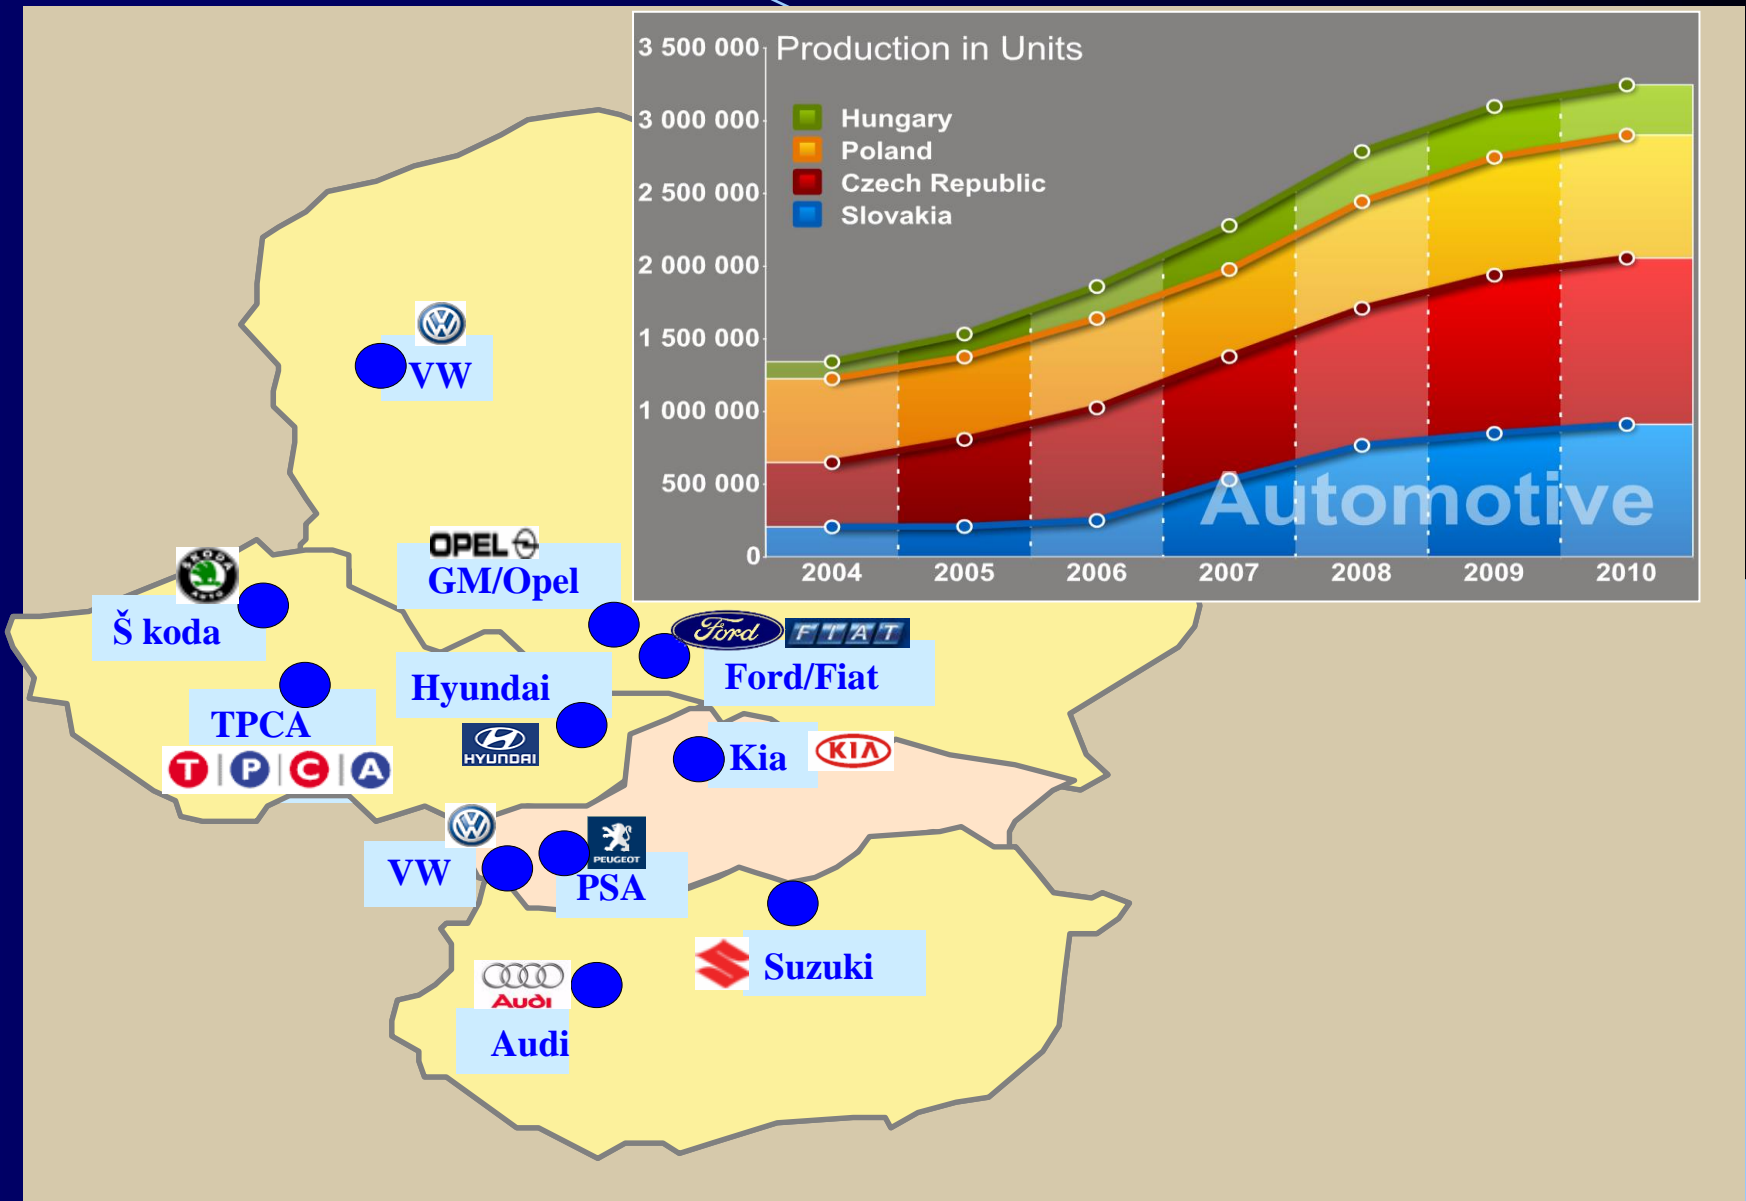 3 500 000
Production in Units
3 000 000
2 500 000
2 000 000
1 500 000
1 000 000
500 000
0
Hungary
Poland
Czech Republic
Slovakia
Automotive
2004 2005 2006 2007 2008 2009 2010
VW
OPEL
GM/Opel
ŠKODA
AUTO
Š koda
Ford FIAT
Ford/Fiat
Hyundai
HYUNDAI
TPCA
T|P|C|A
Kia
KIA
VW
PEUGEOT
PSA
Suzuki
Audi
Audi